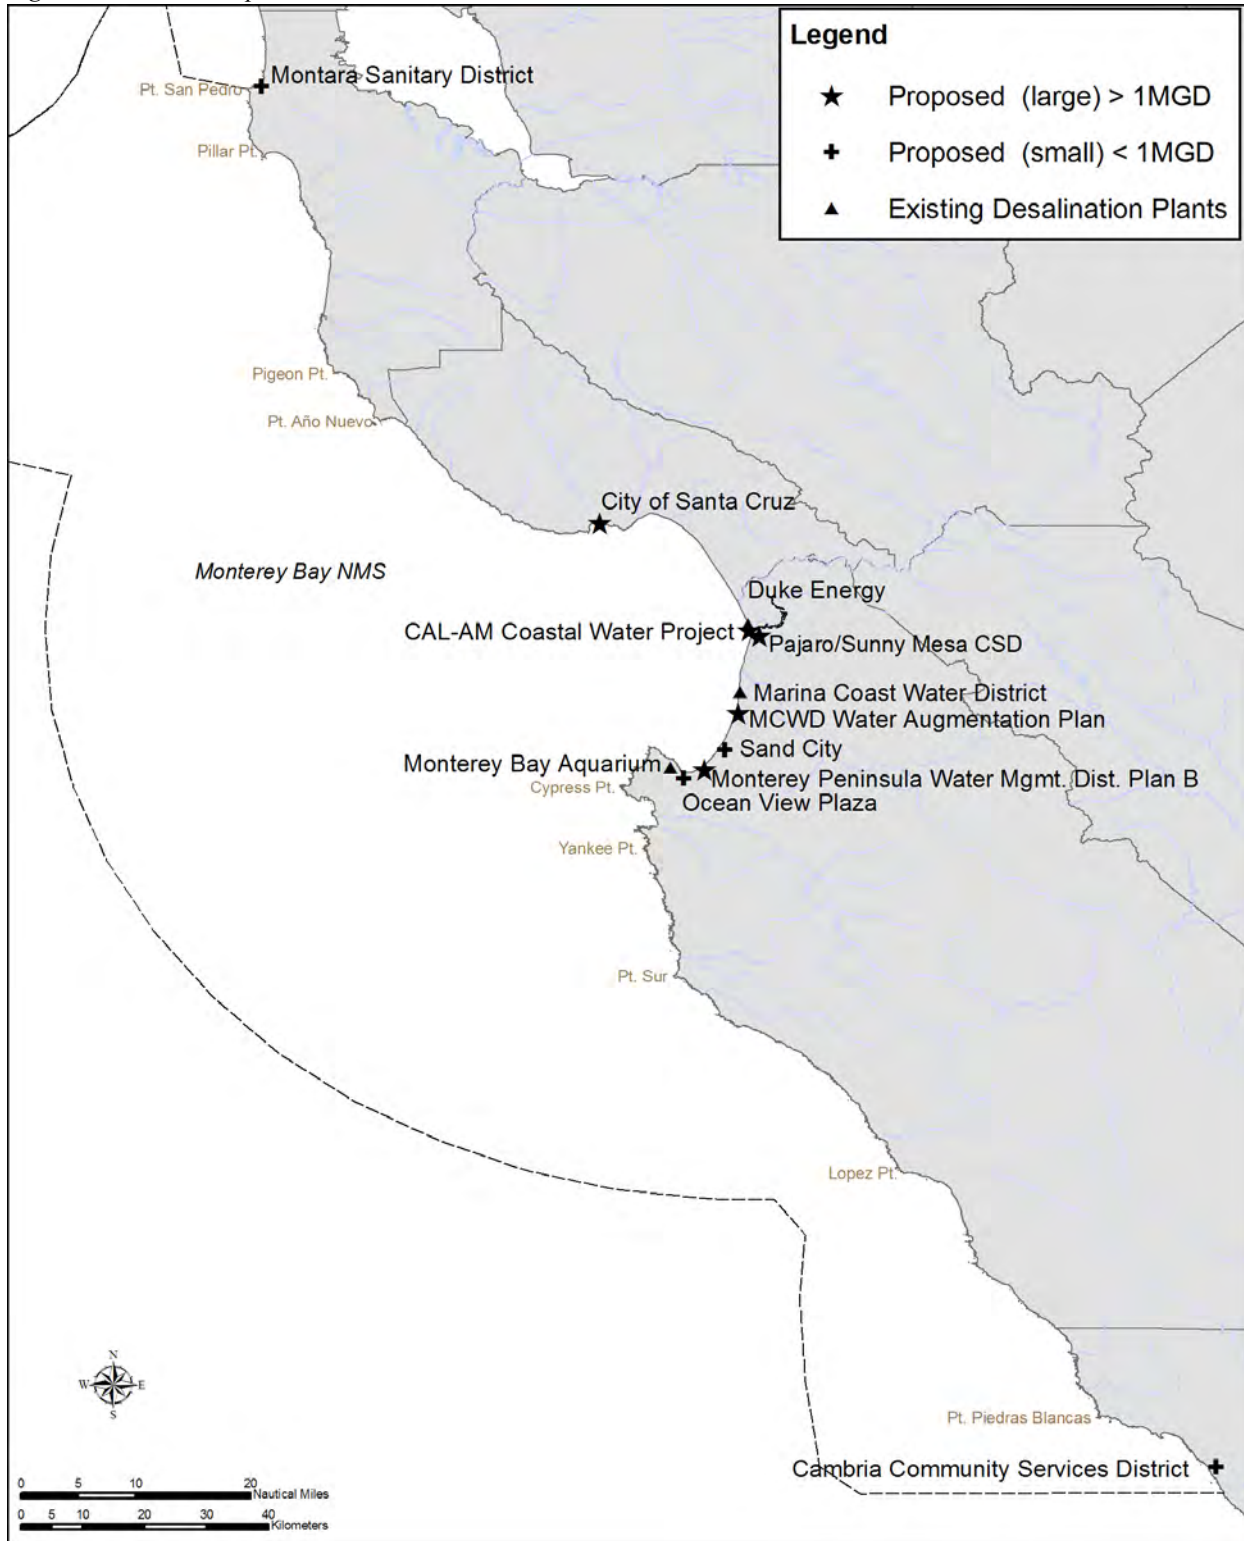 Legend
Proposed (large) > 1MGD
Proposed (small) < 1MGD
Existing Desalination Plants
Montara Sanitary District
Pt. San Pedro
Pillar Pt.
Pigeon Pt.
Pt. Año Nuevo
City of Santa Cruz
Monterey Bay NMS
Duke Energy
CAL-AM Coastal Water Project
Pajaro/Sunny Mesa CSD
Marina Coast Water District
MCWD Water Augmentation Plan
Sand City
Monterey Bay Aquarium
Monterey Peninsula Water Mgmt. Dist. Plan B
Cypress Pt.
Ocean View Plaza
Yankee Pt.
Pt. Sur
Lopez Pt.
N
W E
S
Pt. Piedras Blancas
Cambria Community Services District
0 5 10 20
Nautical Miles
0 5 10 20 30 40
Kilometers